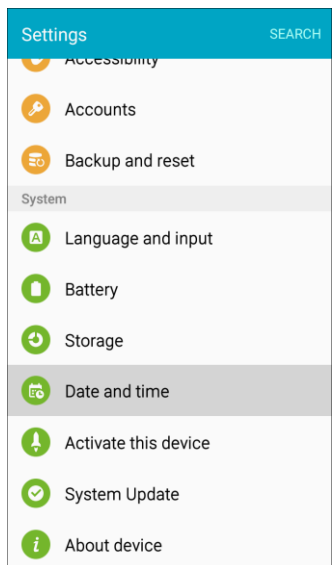 Settings
SEARCH
Accessibility
Accounts
Backup and reset
System
Language and input
Battery
Storage
Date and time
Activate this device
System Update
About device